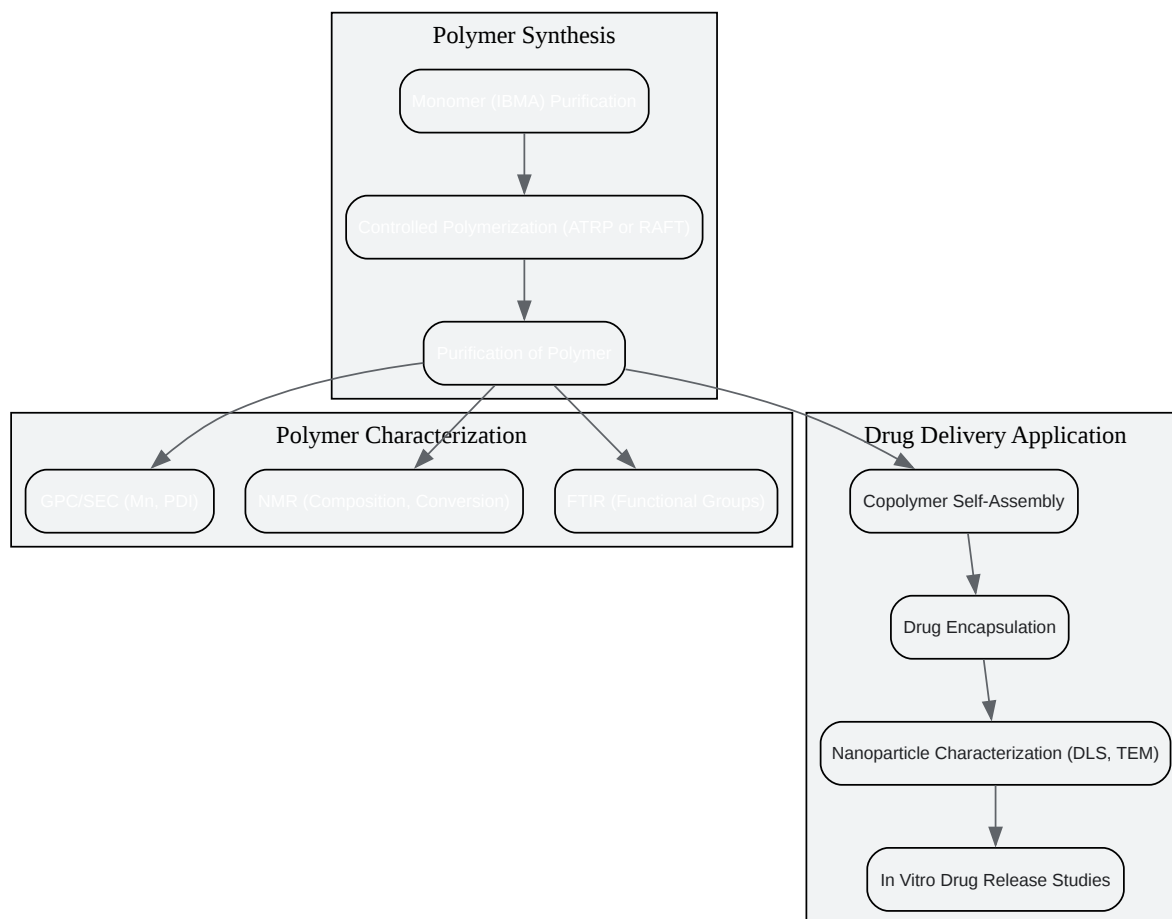 Polymer Synthesis
Monomer (IBMA) Purification
Controlled Polymerization (ATRP or RAFT)
Purification of Polymer
Polymer Characterization
GPC/SEC (Mn, PDI)
NMR (Composition, Conversion)
FTIR (Functional Groups)
Drug Delivery Application
Copolymer Self-Assembly
Drug Encapsulation
Nanoparticle Characterization (DLS, TEM)
In Vitro Drug Release Studies